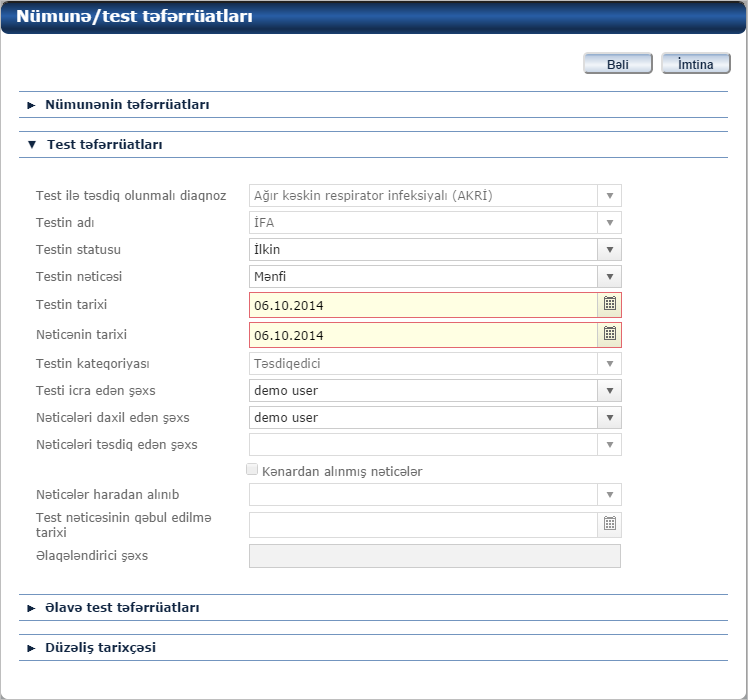 Nümunə/test təfərrüatları
Bəli İmtina
Nümunənin təfərrüatları
Test təfərrüatları
Test ilə təsdiq olunmalı diaqnoz Ağır kəskin respirator infeksiyalı (AKRİ)
Testin adı İFA
Testin statusu İlkin
Testin nəticəsi Mənfi
Testin tarixi 06.10.2014
Nəticənin tarixi 06.10.2014
Testin kateqoriyası Təsdiqedici
Testi icra edən şəxs demo user
Nəticələri daxil edən şəxs demo user
Nəticələri təsdiq edən şəxs
Kənardan alınmış nəticələr
Nəticələr haradan alınıb
Test nəticəsinin qəbul edilmə
tarixi
Əlaqələndirici şəxs
Əlavə test təfərrüatları
Düzəliş tarixçəsi